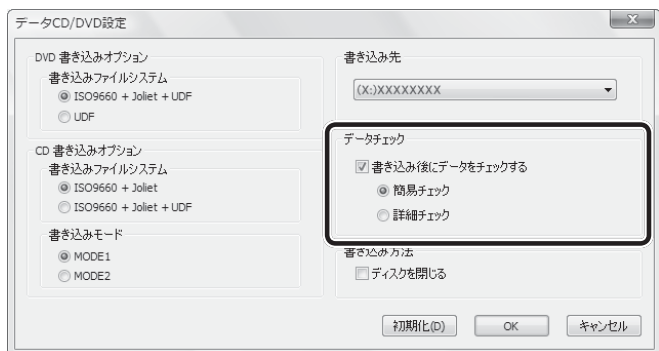 データCD/DVD設定
DVD 書き込みオプション
書き込みファイルシステム
ISO9660 + Joliet + UDF
UDF
CD 書き込みオプション
書き込みファイルシステム
ISO9660 + Joliet
ISO9660 + Joliet + UDF
書き込みモード
MODE1
MODE2
書き込み先
(X:)XXXXXXXX
データチェック
書き込み後にデータをチェックする
簡易チェック
詳細チェック
書き込み方法
ディスクを閉じる
初期化(D)
OK
キャンセル